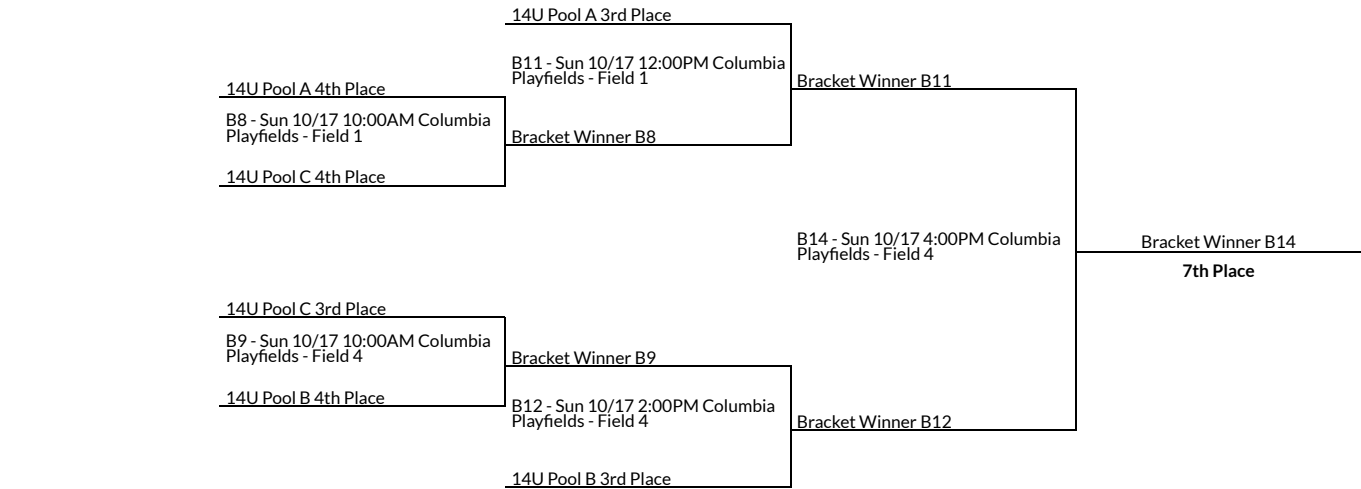 14U Pool A 3rd Place
B11 - Sun 10/17 12:00PM Columbia
Playfields - Field 1
Bracket Winner B11
14U Pool A 4th Place
B8 - Sun 10/17 10:00AM Columbia
Playfields - Field 1
Bracket Winner B8
14U Pool C 4th Place
B14 - Sun 10/17 4:00PM Columbia
Playfields - Field 4
Bracket Winner B14
7th Place
14U Pool C 3rd Place
B9 - Sun 10/17 10:00AM Columbia
Playfields - Field 4
Bracket Winner B9
14U Pool B 4th Place
B12 - Sun 10/17 2:00PM Columbia
Playfields - Field 4
Bracket Winner B12
14U Pool B 3rd Place